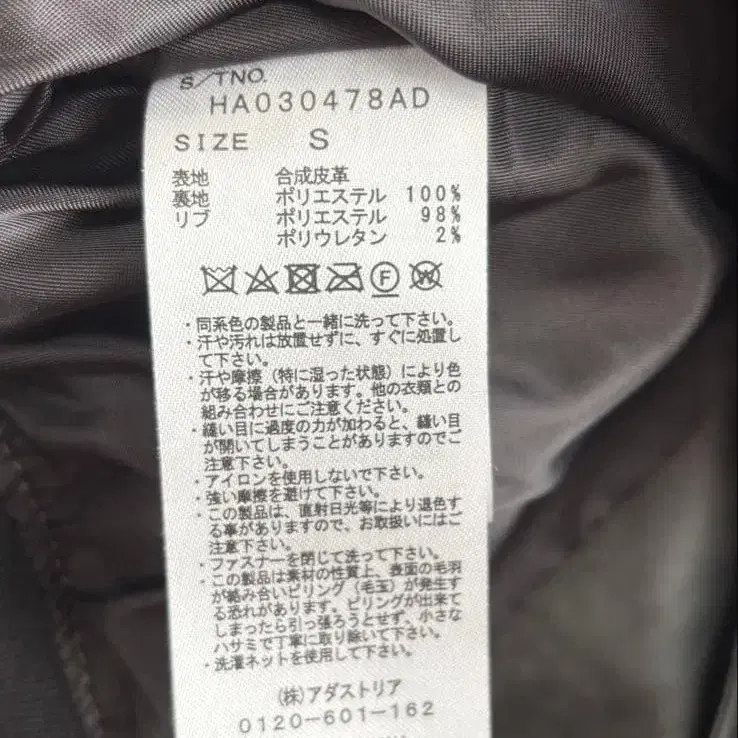 S/TNO.
HA030478AD
SIZE S
表地 合成皮革
裏地 ポリエステル 100%
リブ ポリエステル 98%
ポリウレタン 2%
F W
・同系色の製品と一緒に洗って下さい。
・汗や汚れは放置せずに、すぐに処置し
て下さい。
・汗や摩擦（特に湿った状態）により色
が移る場合があります。他の衣類との
組み合わせにご注意ください。
・縫い目に過度の力が加わると、縫い目
が開いてしまうことがありますのでご
注意下さい。
・アイロンを使用しないで下さい。
・強い摩擦を避けて下さい。
・この製品は、直射日光等により退色す
る事がありますので、お取扱いにはご
注意下さい。
・ファスナーを閉じて洗って下さい。
・この製品は素材の性質上、表面の毛羽
が絡み合いピリング（毛玉）が発生す
る恐れがあります。ピリングが出来て
しまったら引っ張ろうとせず、小さな
ハサミで丁寧に取り除いて下さい。
・洗濯ネットを使用して下さい。
（株）アダストリア
0120-601-162